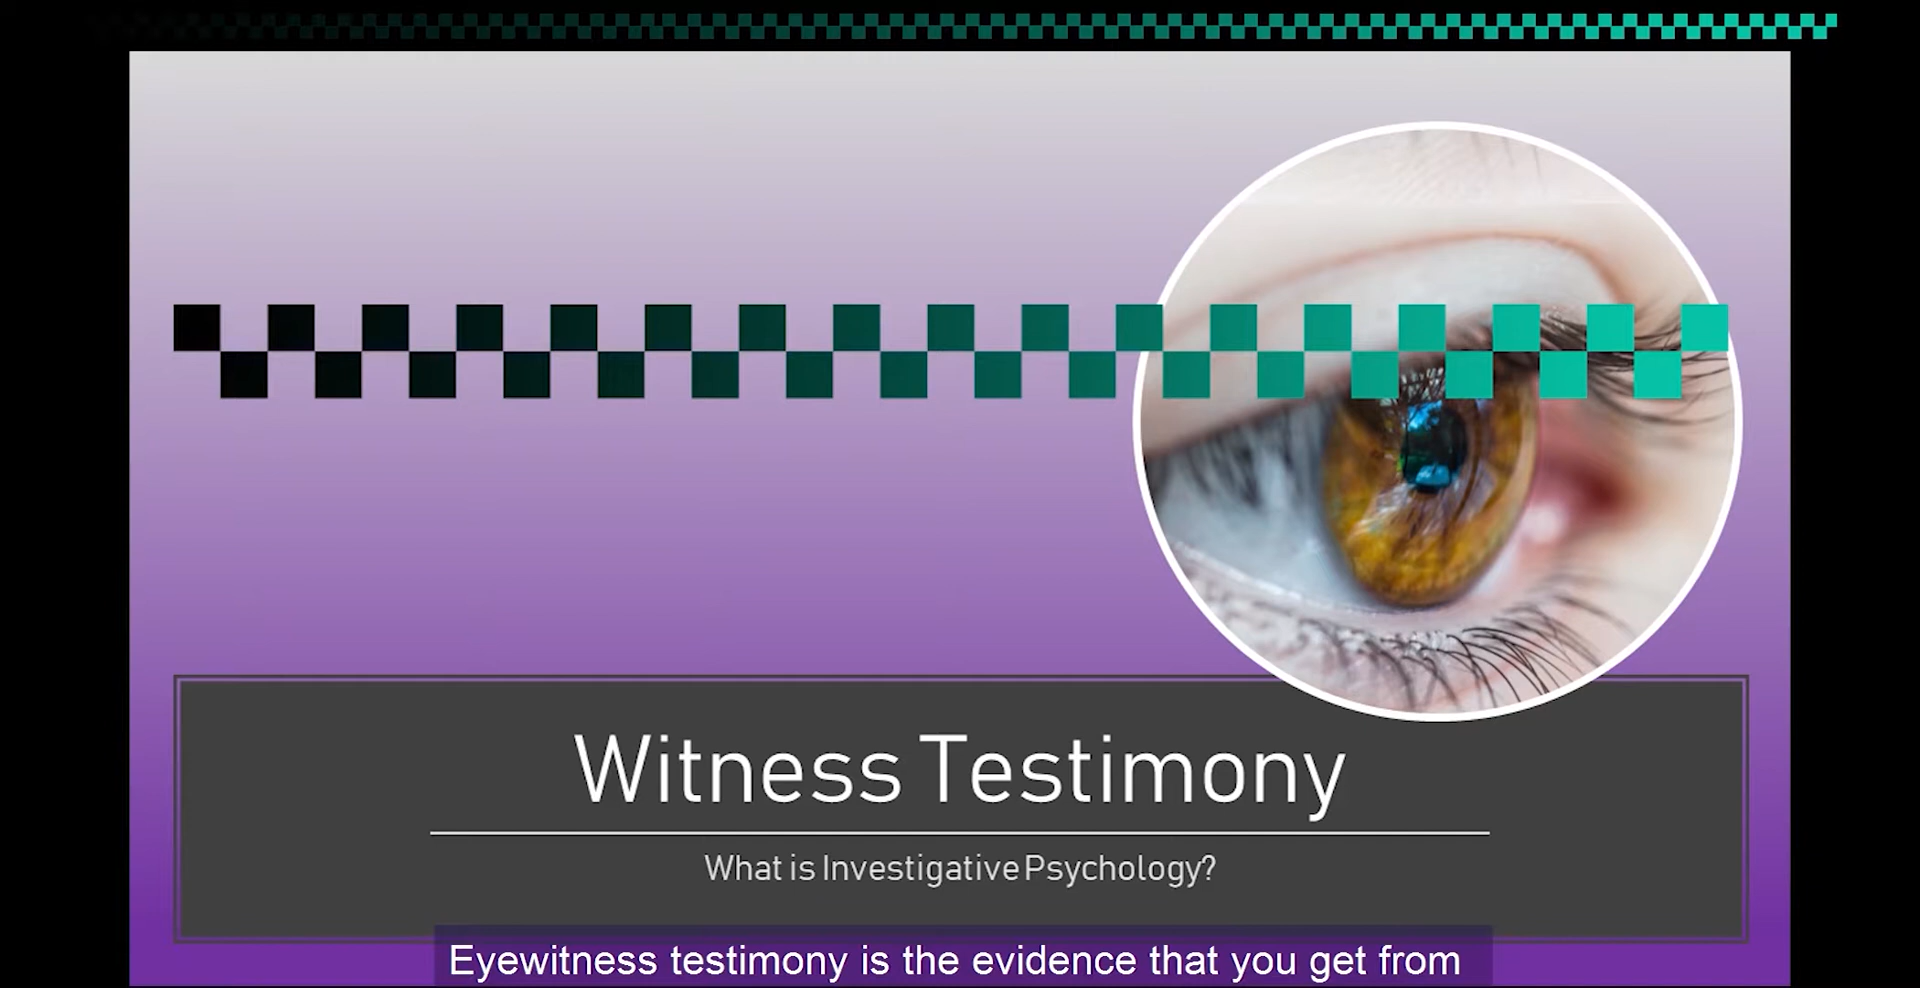 Witness Testimony
What is Investigative Psychology?
Eyewitness testimony is the evidence that you get from